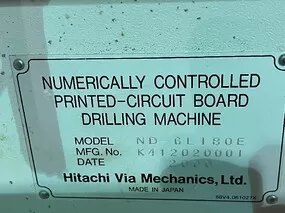 NUMERICALLY CONTROLLED
PRINTED-CIRCUIT BOARD
DRILLING MACHINE
MODEL ND-6L180E
MFG. No. K412020001
DATE 2020
Hitachi Via Mechanics, Ltd.
MADE IN JAPAN